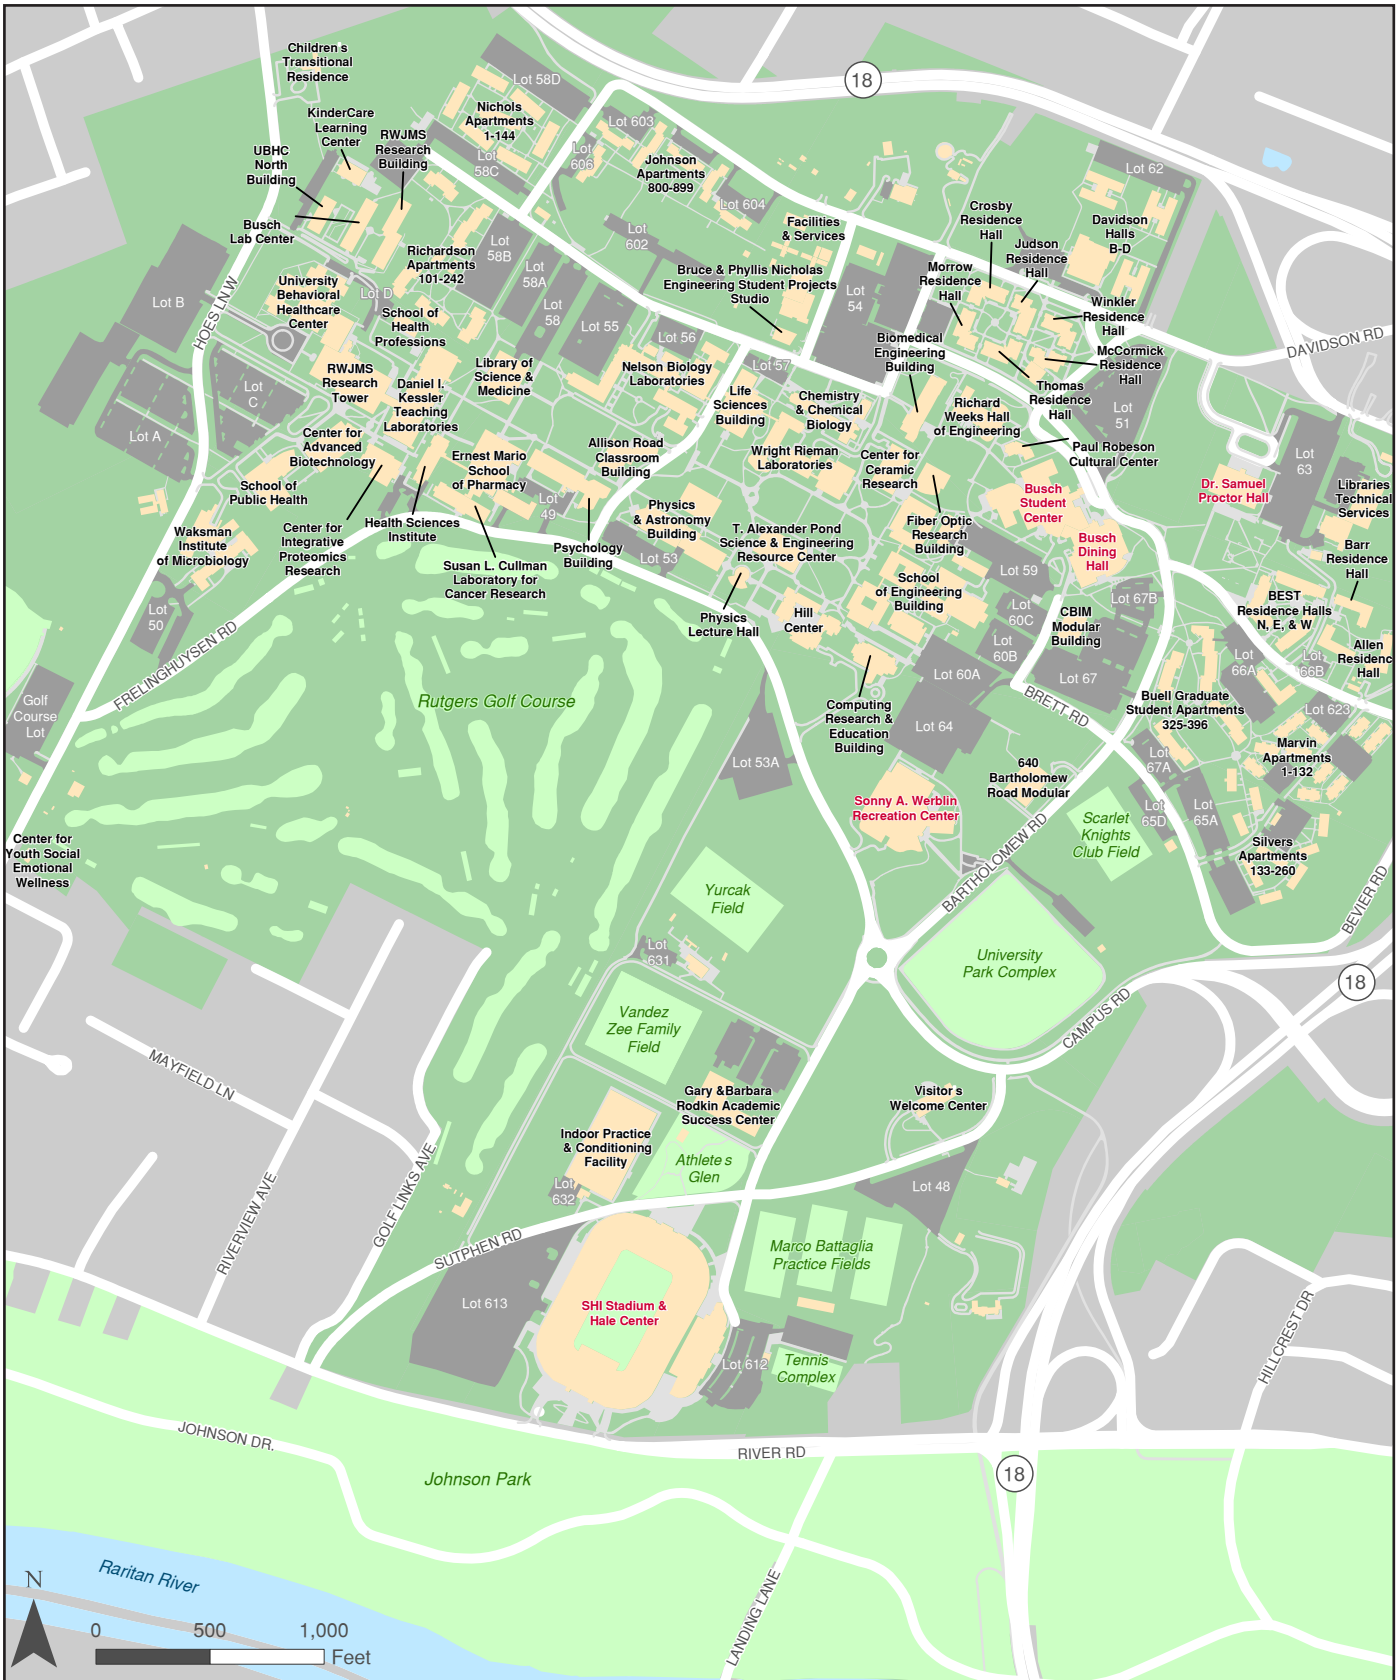 Children s
Transitional
Residence
Lot 58D
18
KinderCare
Learning
Center
Nichols
Apartments
1-144
Lot 603
RWJMS
Research
Building
UBHC
North
Building
Lot
58C
Lot
606
Johnson
Apartments
800-899
Lot 62
Lot 604
Busch
Lab Center
Facilities
& Services
Crosby
Residence
Hall
Davidson
Halls
B-D
Lot
602
Judson
Residence
Hall
Richardson
Apartments
101-242
Lot
58B
Lot
58A
Bruce & Phyllis Nicholas
Engineering Student Projects
Studio
Morrow
Residence
Hall
Lot
54
University
Behavioral
Healthcare
Center
Lot D
Lot B
HOES LN W
School of
Health
Professions
Lot
58
Lot 55
Lot 56
Winkler
Residence
Hall
DAVIDSON RD
Biomedical
Engineering
Building
McCormick
Residence
Hall
RWJMS
Research
Tower
Library of
Science &
Medicine
Nelson Biology
Laboratories
Lot 57
Lot
C
Daniel I.
Kessler
Teaching
Laboratories
Life
Sciences
Building
Chemistry
& Chemical
Biology
Richard
Weeks Hall
of Engineering
Thomas
Residence
Hall
Lot
51
Lot A
Center for
Advanced
Biotechnology
Allison Road
Classroom
Building
Wright Rieman
Laboratories
Center for
Ceramic
Research
Paul Robeson
Cultural Center
Lot
63
Ernest Mario
School
of Pharmacy
School of
Public Health
Lot
49
Busch
Student
Center
Dr. Samuel
Proctor Hall
Libraries
Technical
Services
Center for
Integrative
Proteomics
Research
Health Sciences
Institute
Physics
& Astronomy
Building
T. Alexander Pond
Science & Engineering
Resource Center
Fiber Optic
Research
Building
Busch
Dining
Hall
Waksman
Institute
of Microbiology
Psychology
Building
Lot 53
Barr
Residence
Hall
Susan L. Cullman
Laboratory for
Cancer Research
School
of Engineering
Building
Lot 59
Lot 67B
BEST
Residence Halls
N, E, & W
Lot
50
Physics
Lecture Hall
Hill
Center
Lot
60C
CBIM
Modular
Building
Lot
60B
FRELINGHUYSEN RD
Lot
66A
Lot
66B
Allen
Residenc
Hall
Rutgers Golf Course
Golf
Course
Lot
Lot 60A
Lot 67
BRETT RD
Buell Graduate
Student Apartments
325-396
Lot 623
Computing
Research &
Education
Building
Lot 64
Lot 53A
Lot
67A
Marvin
Apartments
1-132
640
Bartholomew
Road Modular
Sonny A. Werblin
Recreation Center
Scarlet
Knights
Club Field
Lot
65D
Lot
65A
Center for
Youth Social
Emotional
Wellness
BARTHOLOMEW RD
Silvers
Apartments
133-260
Yurcak
Field
BEVIER RD
Lot
631
University
Park Complex
18
Vandez
Zee Family
Field
CAMPUS RD
MAYFIELD LN
Gary &Barbara
Rodkin Academic
Success Center
Visitor s
Welcome Center
Indoor Practice
& Conditioning
Facility
Athlete s
Glen
Lot
632
Lot 48
RIVERVIEW AVE
GOLF LINKS AVE
SUTPHEN RD
Marco Battaglia
Practice Fields
Lot 613
SHI Stadium &
Hale Center
HILLCREST DR
Lot 612
Tennis
Complex
JOHNSON DR.
RIVER RD
Johnson Park
18
Raritan River
N
LANDING LANE
0 500 1,000
Feet